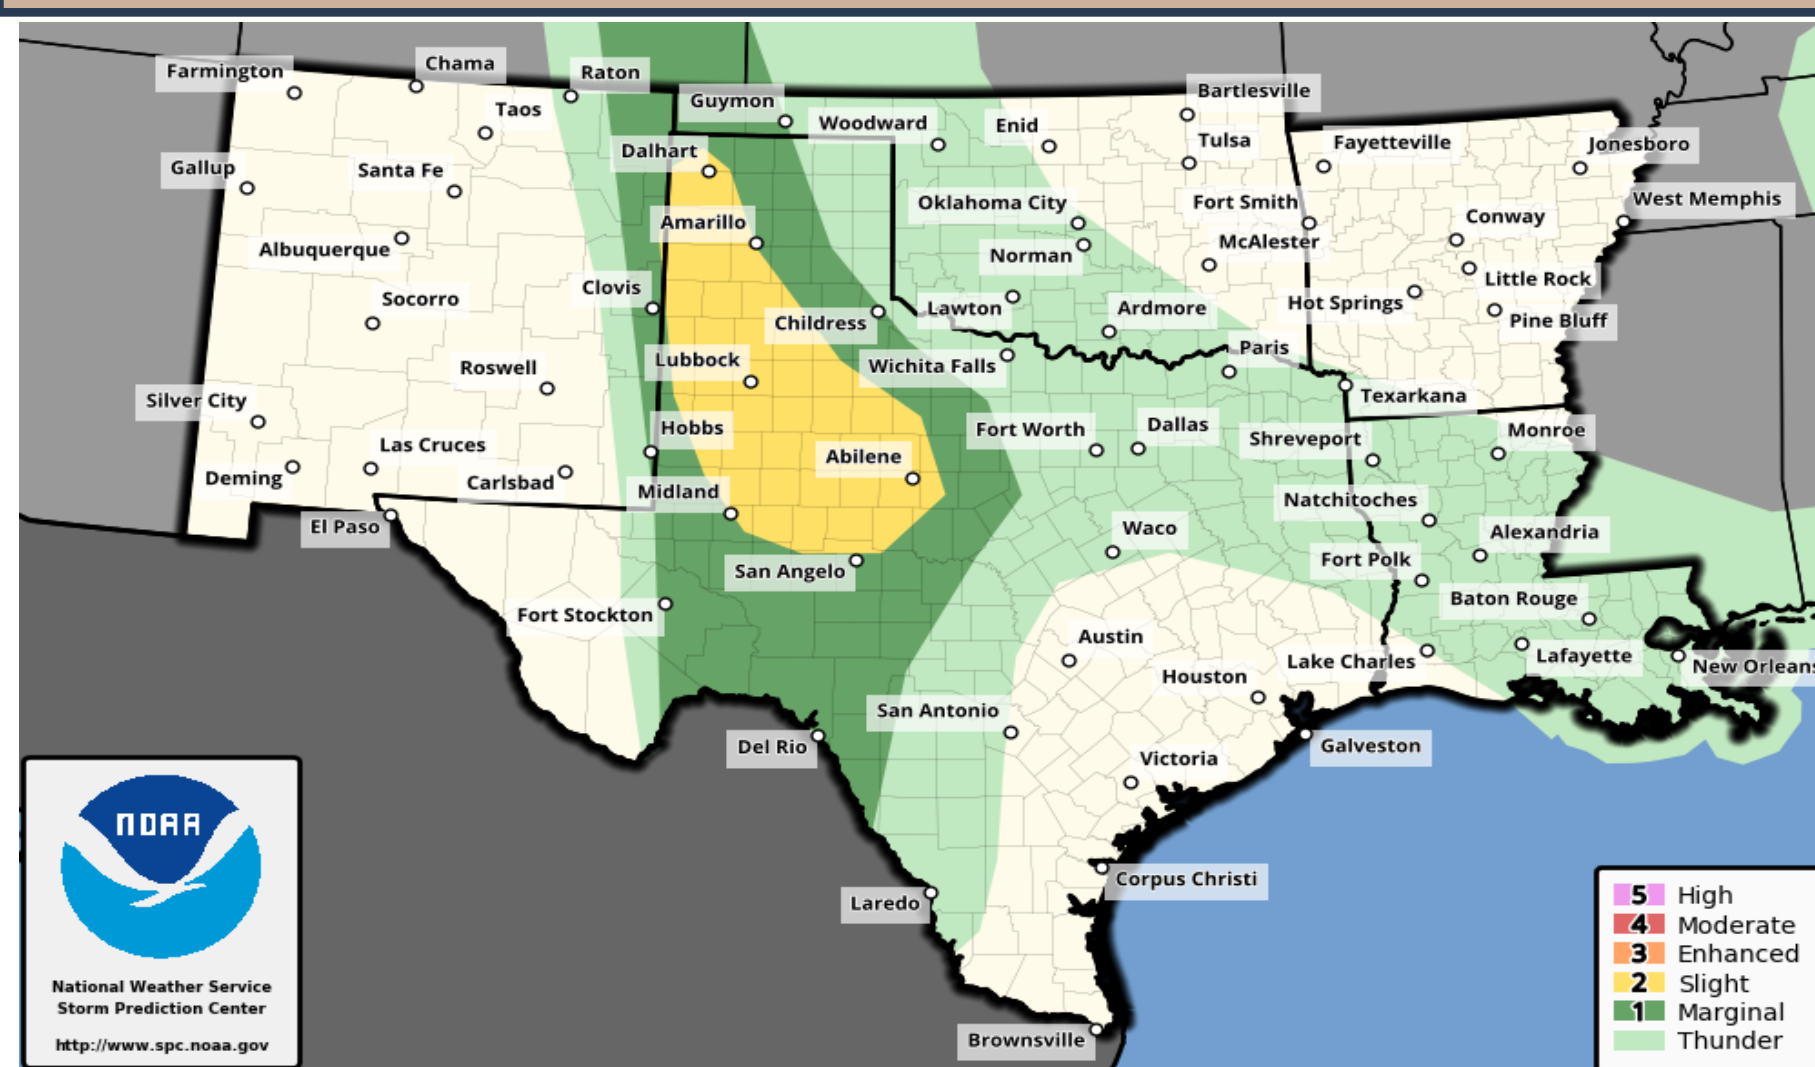 Farmington
Chama
Raton
Taos
Guymon
Woodward
Enid
Bartlesville
Tulsa
Fayetteville
Jonesboro
Gallup
Santa Fe
Dalhart
Amarillo
Oklahoma City
Fort Smith
Conway
West Memphis
Albuquerque
Norman
McAlester
Little Rock
Socorro
Clovis
Childress
Lawton
Ardmore
Hot Springs
Pine Bluff
Roswell
Lubbock
Wichita Falls
Paris
Texarkana
Silver City
Las Cruces
Hobbs
Abilene
Fort Worth
Dallas
Shreveport
Monroe
Deming
Carlsbad
Midland
Natchitoches
El Paso
San Angelo
Waco
Fort Polk
Alexandria
Fort Stockton
Austin
Baton Rouge
Lake Charles
Lafayette
New Orleans
Houston
San Antonio
Del Rio
Victoria
Galveston
Laredo
Corpus Christi
Brownsville
NOAA
National Weather Service
Storm Prediction Center
http://www.spc.noaa.gov
5 High
4 Moderate
3 Enhanced
2 Slight
1 Marginal
Thunder